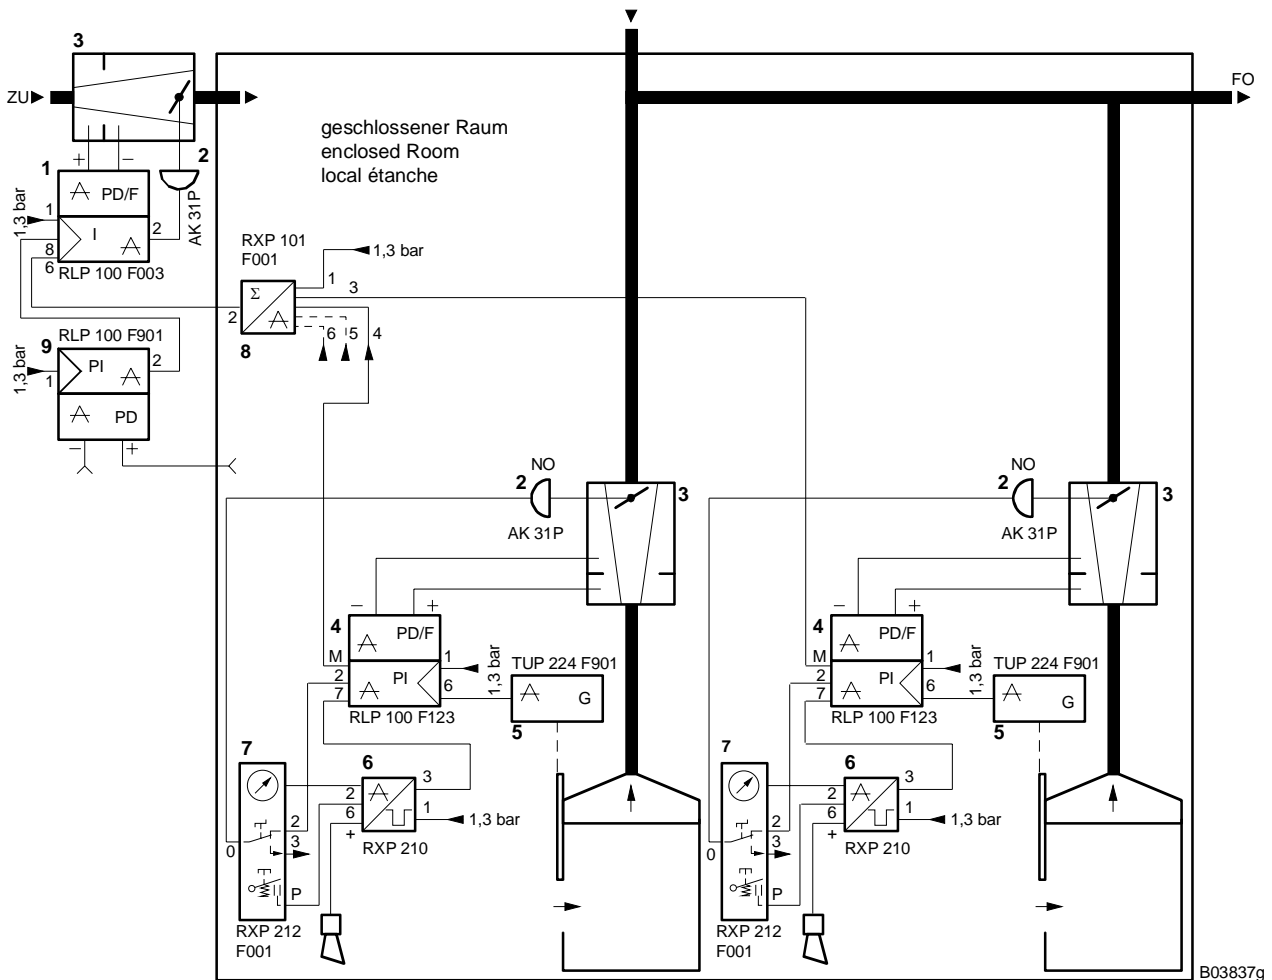 3
ZU
FO
geschlossener Raum
enclosed Room
local étanche
+
−
2
1
PD/F
AK 31P
1,3 bar
1
I
2
8
6
RLP 100 F003
RXP 101
F001
1,3 bar
1
3
Σ
2
6
5
4
8
RLP 100 F901
9
1,3 bar
1
PI
2
PD
−
+
NO
2
3
AK 31P
NO
2
3
AK 31P
−
+
4
PD/F
M
1
1,3 bar
2
PI
6
7
RLP 100 F123
TUP 224 F901
G
5
−
+
4
PD/F
M
1
1,3 bar
2
PI
6
7
RLP 100 F123
TUP 224 F901
G
5
7
6
3
2
1
1,3 bar
6
+
2
3
0
RXP 210
P
RXP 212
F001
7
6
3
2
1
1,3 bar
6
+
2
3
0
RXP 210
P
RXP 212
F001
B03837g